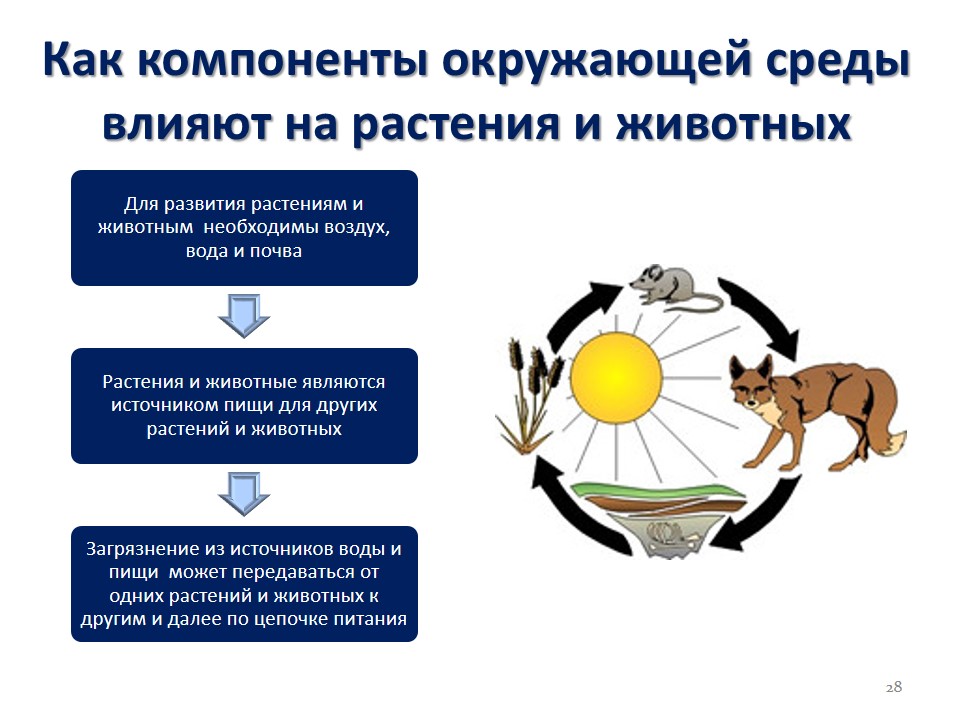 Как компоненты окружающей среды
влияют на растения и животных
Для развития растениям и
животным  необходимы воздух,
вода и почва
Растения и животные являются
источником пищи для других
растений и животных
Загрязнение из источников воды и
пищи  может передаваться от
одних растений и животных к
другим и далее по цепочке питания
28